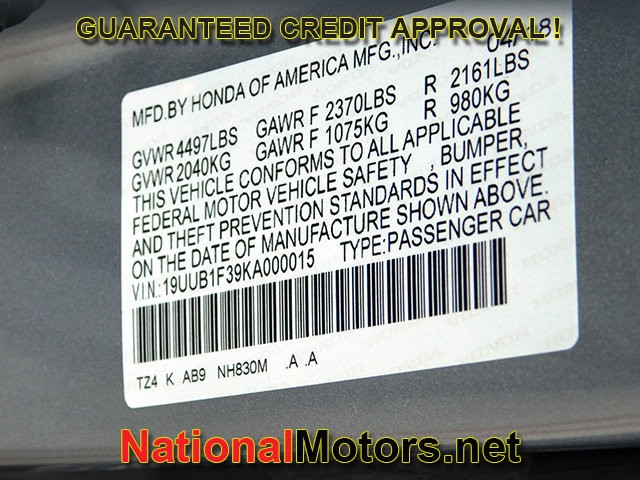 GUARANTEED CREDIT APPROVAL!
MFD.BY HONDA OF AMERICA MFG.,INC.
GVWR 4497LBS GAWR F 2370LBS R 2161LBS
GVWR 2040KG GAWR F 1075KG R 980KG
THIS VEHICLE CONFORMS TO ALL APPLICABLE
FEDERAL MOTOR VEHICLE SAFETY , BUMPER,
AND THEFT PREVENTION STANDARDS IN EFFECT
ON THE DATE OF MANUFACTURE SHOWN ABOVE.
V.I.N.: 19UUB1F39KA000015 TYPE:PASSENGER CAR
TZ4 K AB9 NH830M .A .A
NationalMotors.net